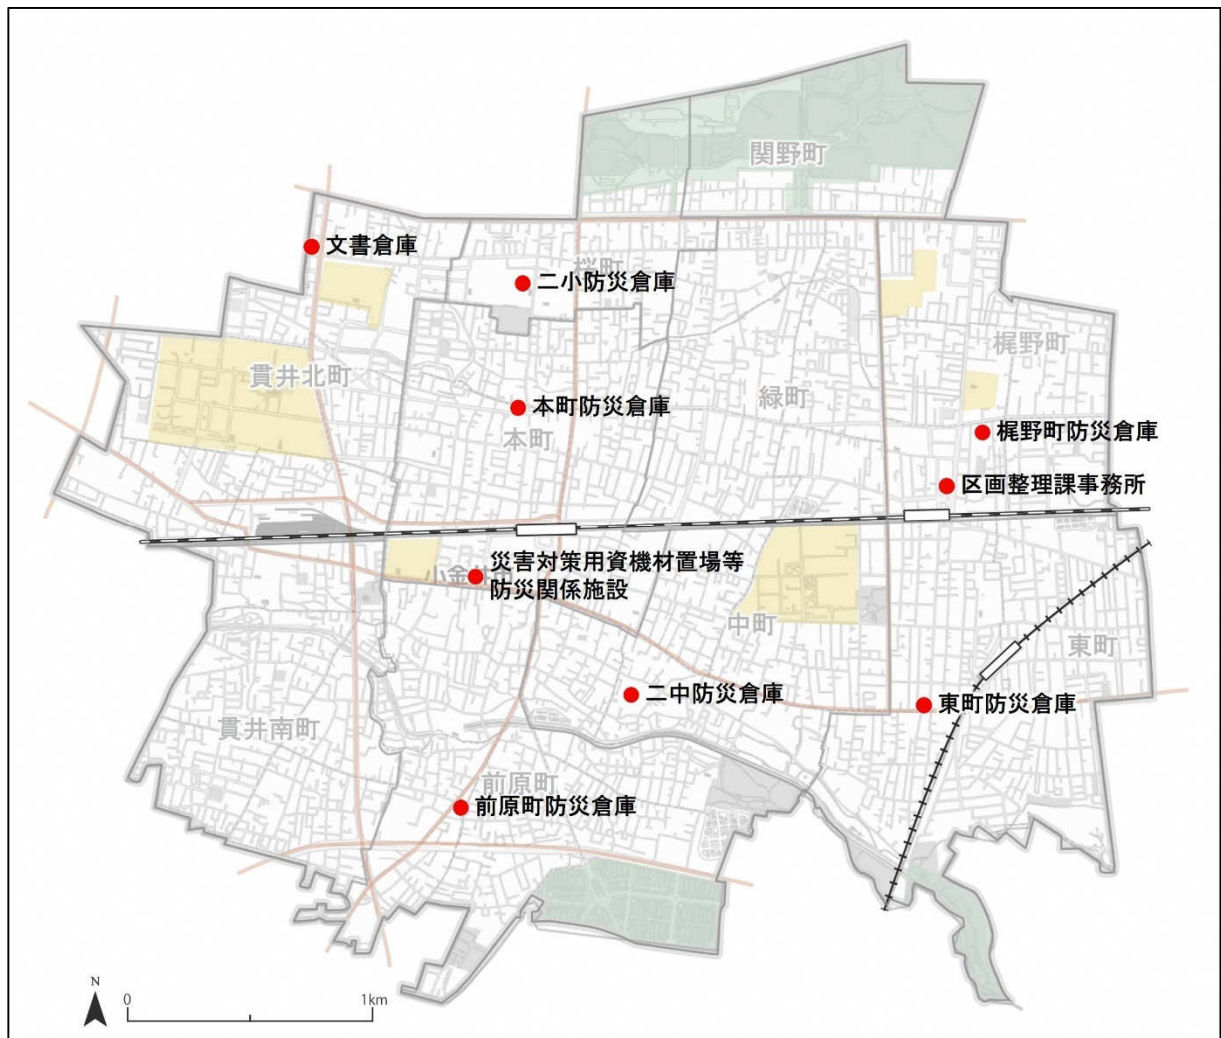 関野町
文書倉庫
桜町
二小防災倉庫
梶野町
貫井北町
緑町
本町防災倉庫
本町
梶野町防災倉庫
区画整理課事務所
災害対策用資機材置場等
防災関係施設
小金井市
中町
東町
二中防災倉庫
東町防災倉庫
貫井南町
前原町
前原町防災倉庫
N
0 1km